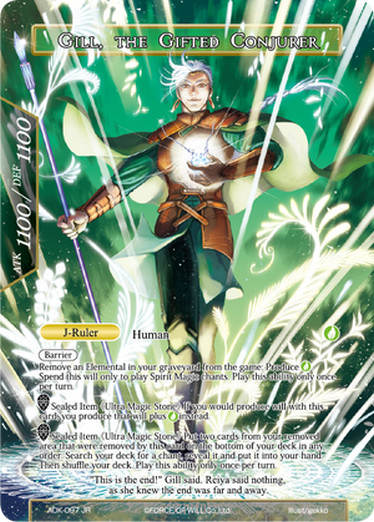 Gill, the Gifted Conjurer
ATK 1100 / DEF 1100
J-Ruler
Human
Barrier
Remove an Elemental in your graveyard from the game: Produce
Spend this will only to play Spirit Magic chants. Play this ability only once
per turn.
Sealed Item (Ultra Magic Stone): If you would produce will with this
card, you produce that will plus instead.
Sealed Item (Ultra Magic Stone): Put two cards from your removed
area that were removed by this card on the bottom of your deck in any
order: Search your deck for a chant, reveal it and put it into your hand.
Then shuffle your deck. Play this ability only once per turn.
"This is the end!" Gill said. Reiya said nothing,
as she knew the end was far and away.
ADK-097 JR
©FORCE OF WILL Co.,Ltd.
Illust/